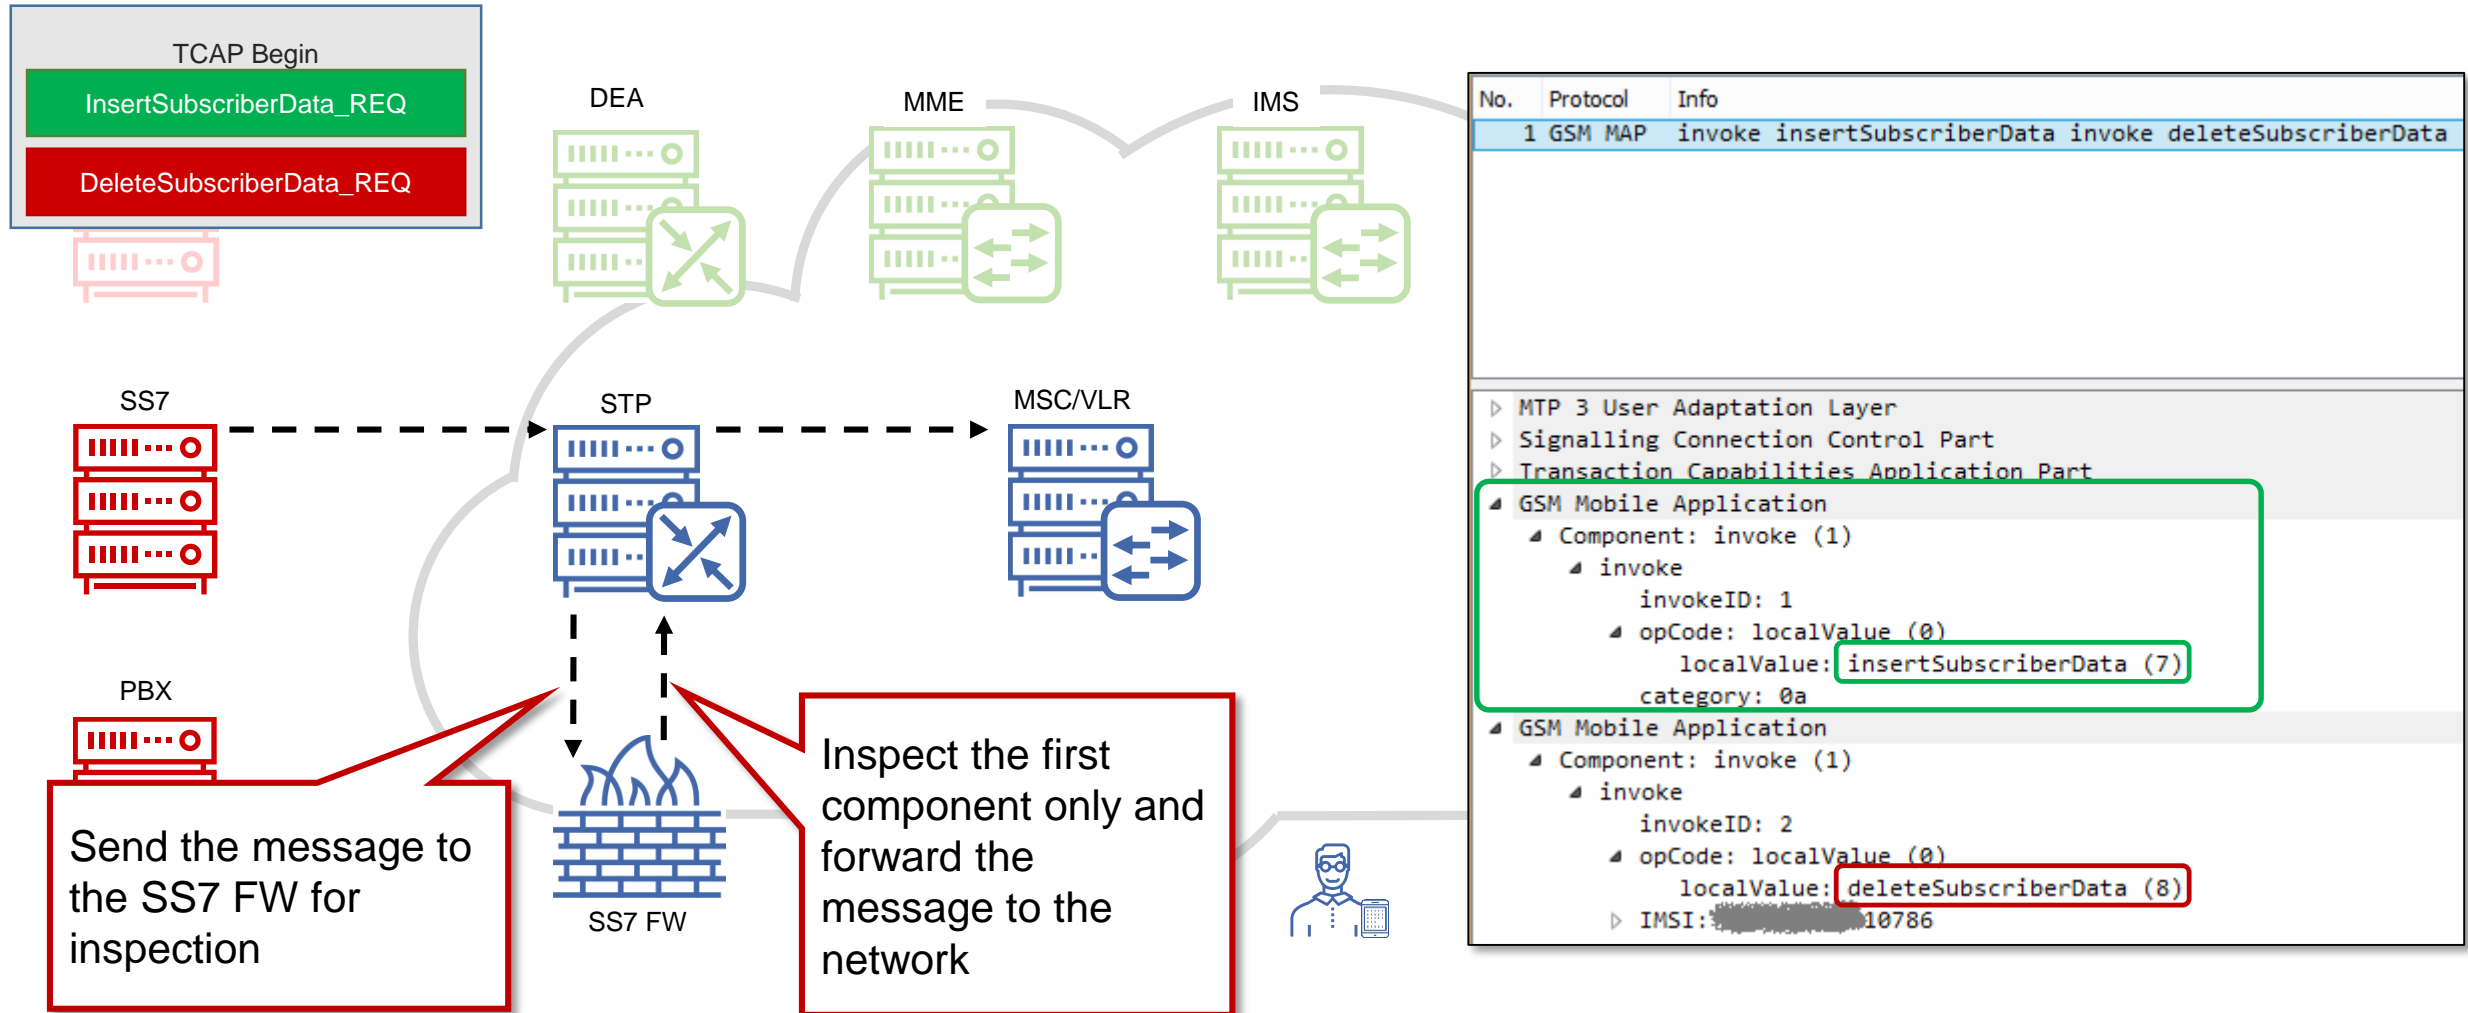 TCAP Begin
InsertSubscriberData_REQ
DeleteSubscriberData_REQ
DEA
MME
IMS
SS7
STP
MSC/VLR
PBX
Send the message to
the SS7 FW for
inspection
SS7 FW
Inspect the first
component only and
forward the
message to the
network
No. Protocol Info
1 GSM MAP invoke insertSubscriberData invoke deleteSubscriberData
MTP 3 User Adaptation Layer
Signalling Connection Control Part
Transaction Capabilities Application Part
GSM Mobile Application
Component: invoke (1)
invoke
invokeID: 1
opCode: localValue (0)
localValue: insertSubscriberData (7)
category: 0a
GSM Mobile Application
Component: invoke (1)
invoke
invokeID: 2
opCode: localValue (0)
localValue: deleteSubscriberData (8)
IMSI: 10786